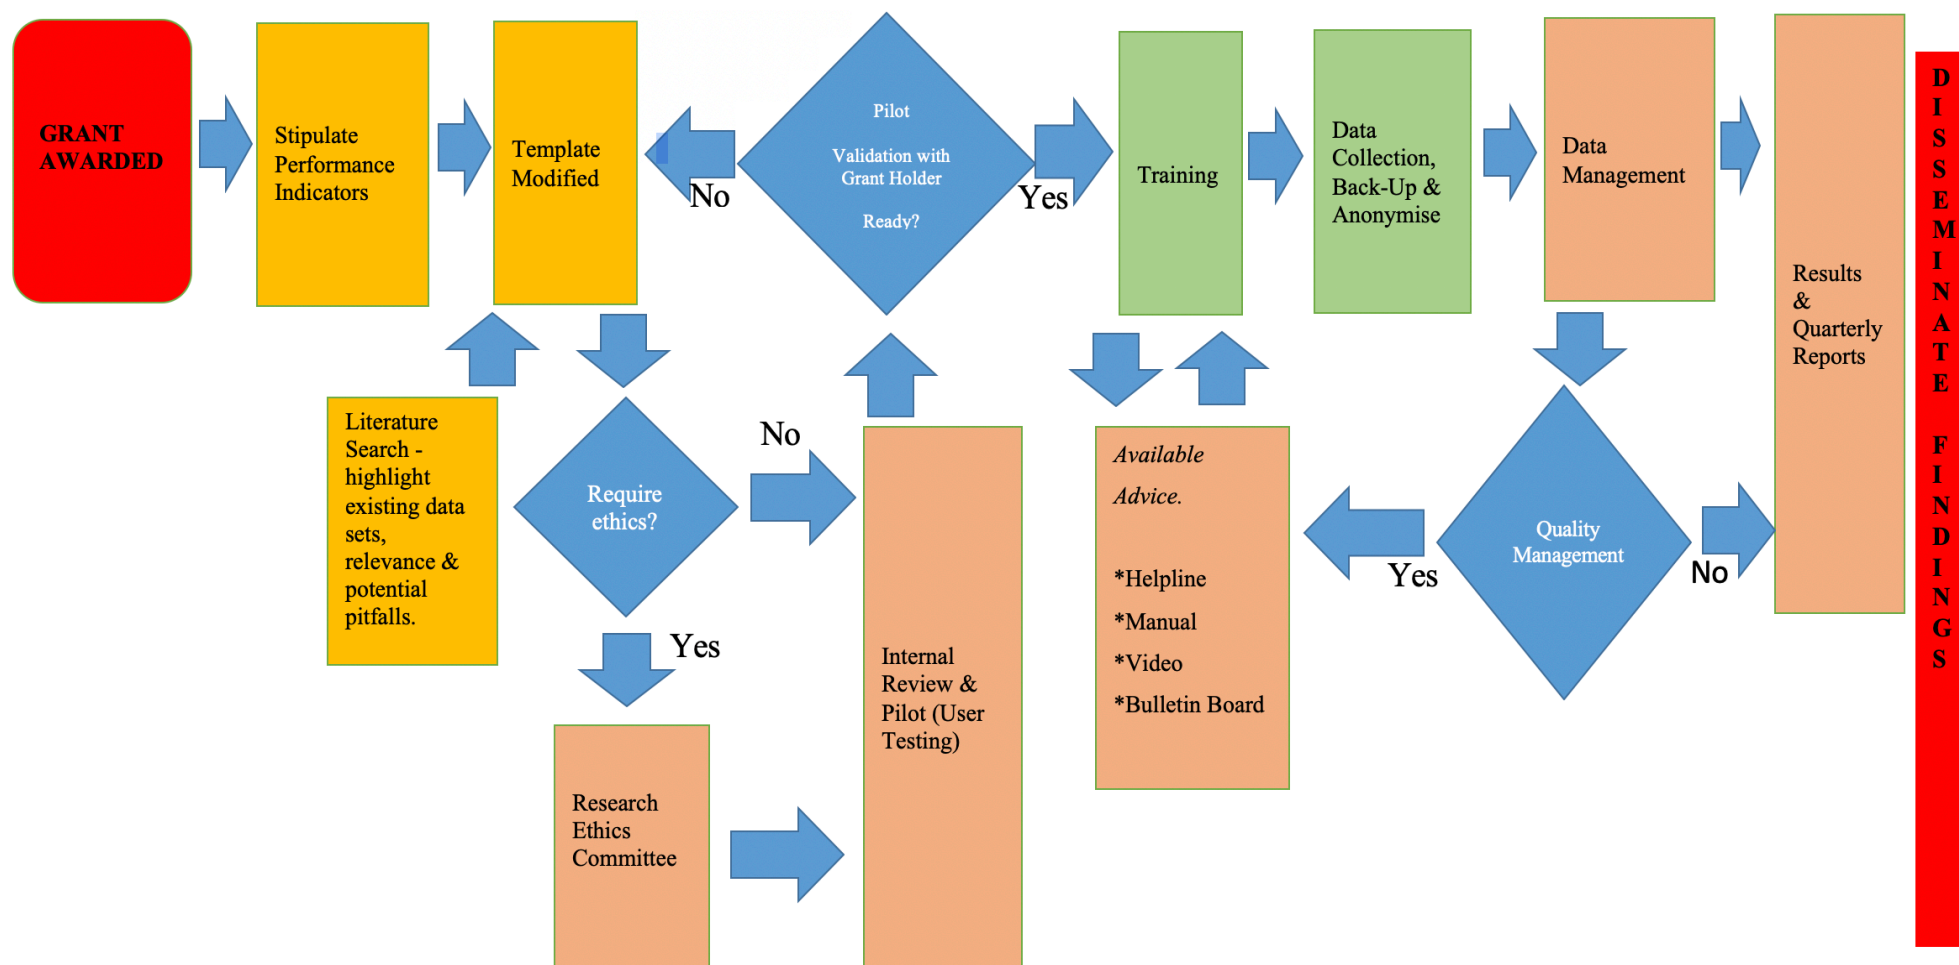 GRANT
AWARDED
Stipulate
Performance
Indicators
Template
Modified
No
Pilot
Validation with
Grant Holder
Ready?
Yes
Training
Data
Collection,
Back-Up &
Anonymise
Data
Management
Results
&
Quarterly
Reports
DISSEMINATE FINDINGS
Literature
Search -
highlight
existing data
sets,
relevance &
potential
pitfalls.
Require
ethics?
No
Yes
Research
Ethics
Committee
Internal
Review &
Pilot (User
Testing)
Available
Advice.
*Helpline
*Manual
*Video
*Bulletin Board
Yes
Quality
Management
No